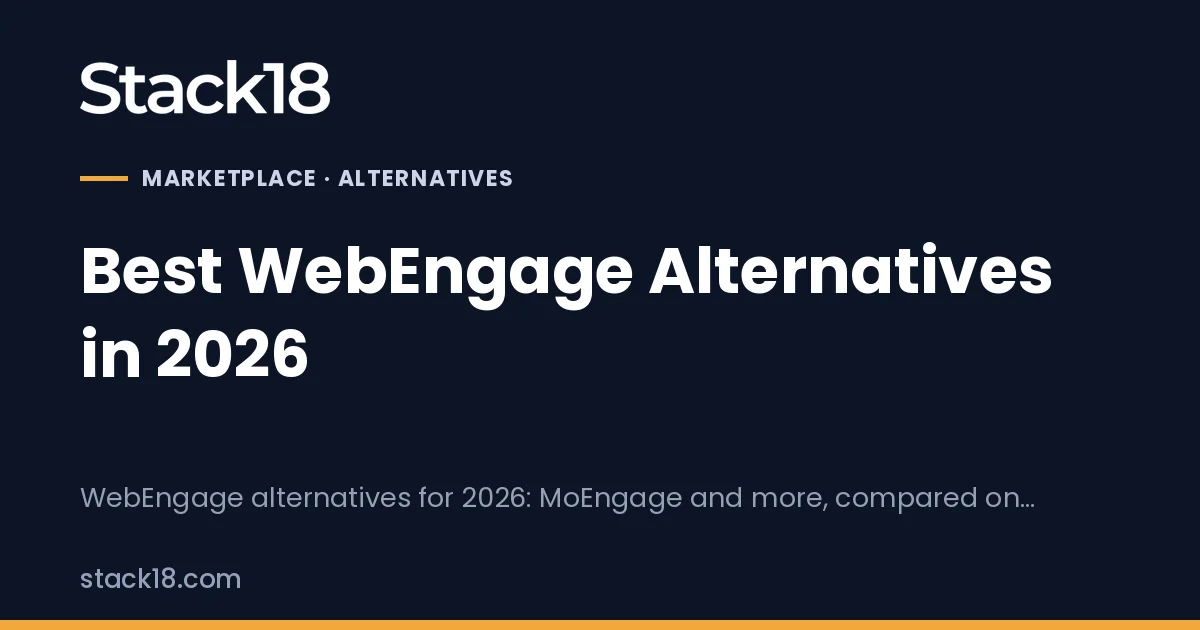 Stack18
MARKETPLACE · ALTERNATIVES
Best WebEngage Alternatives
in 2026
WebEngage alternatives for 2026: MoEngage and more, compared on...
stack18.com